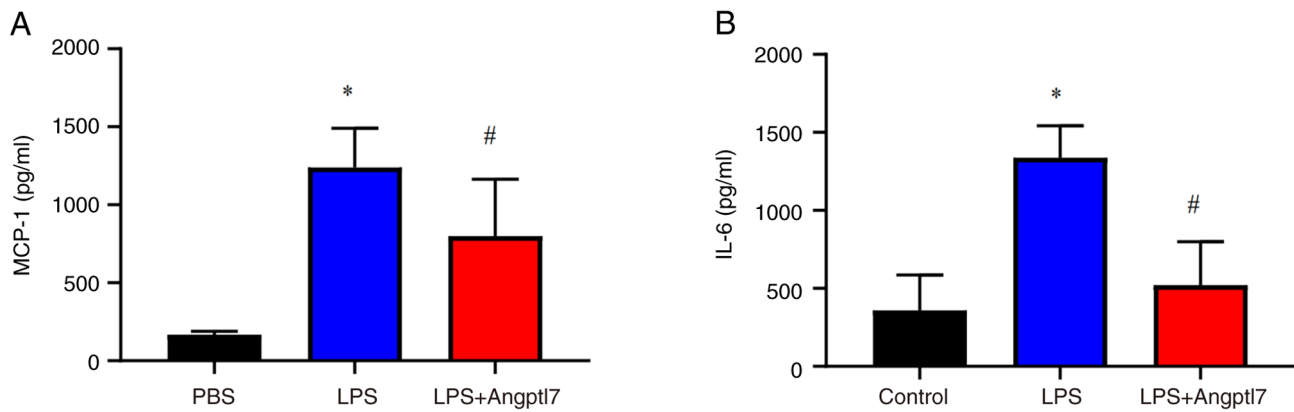 A
MCP-1 (pg/ml)
2000
1500
1000
500
0
*
#
PBS
LPS
LPS+Angptl7
B
IL-6 (pg/ml)
2000
1500
1000
500
0
*
#
Control
LPS
LPS+Angptl7